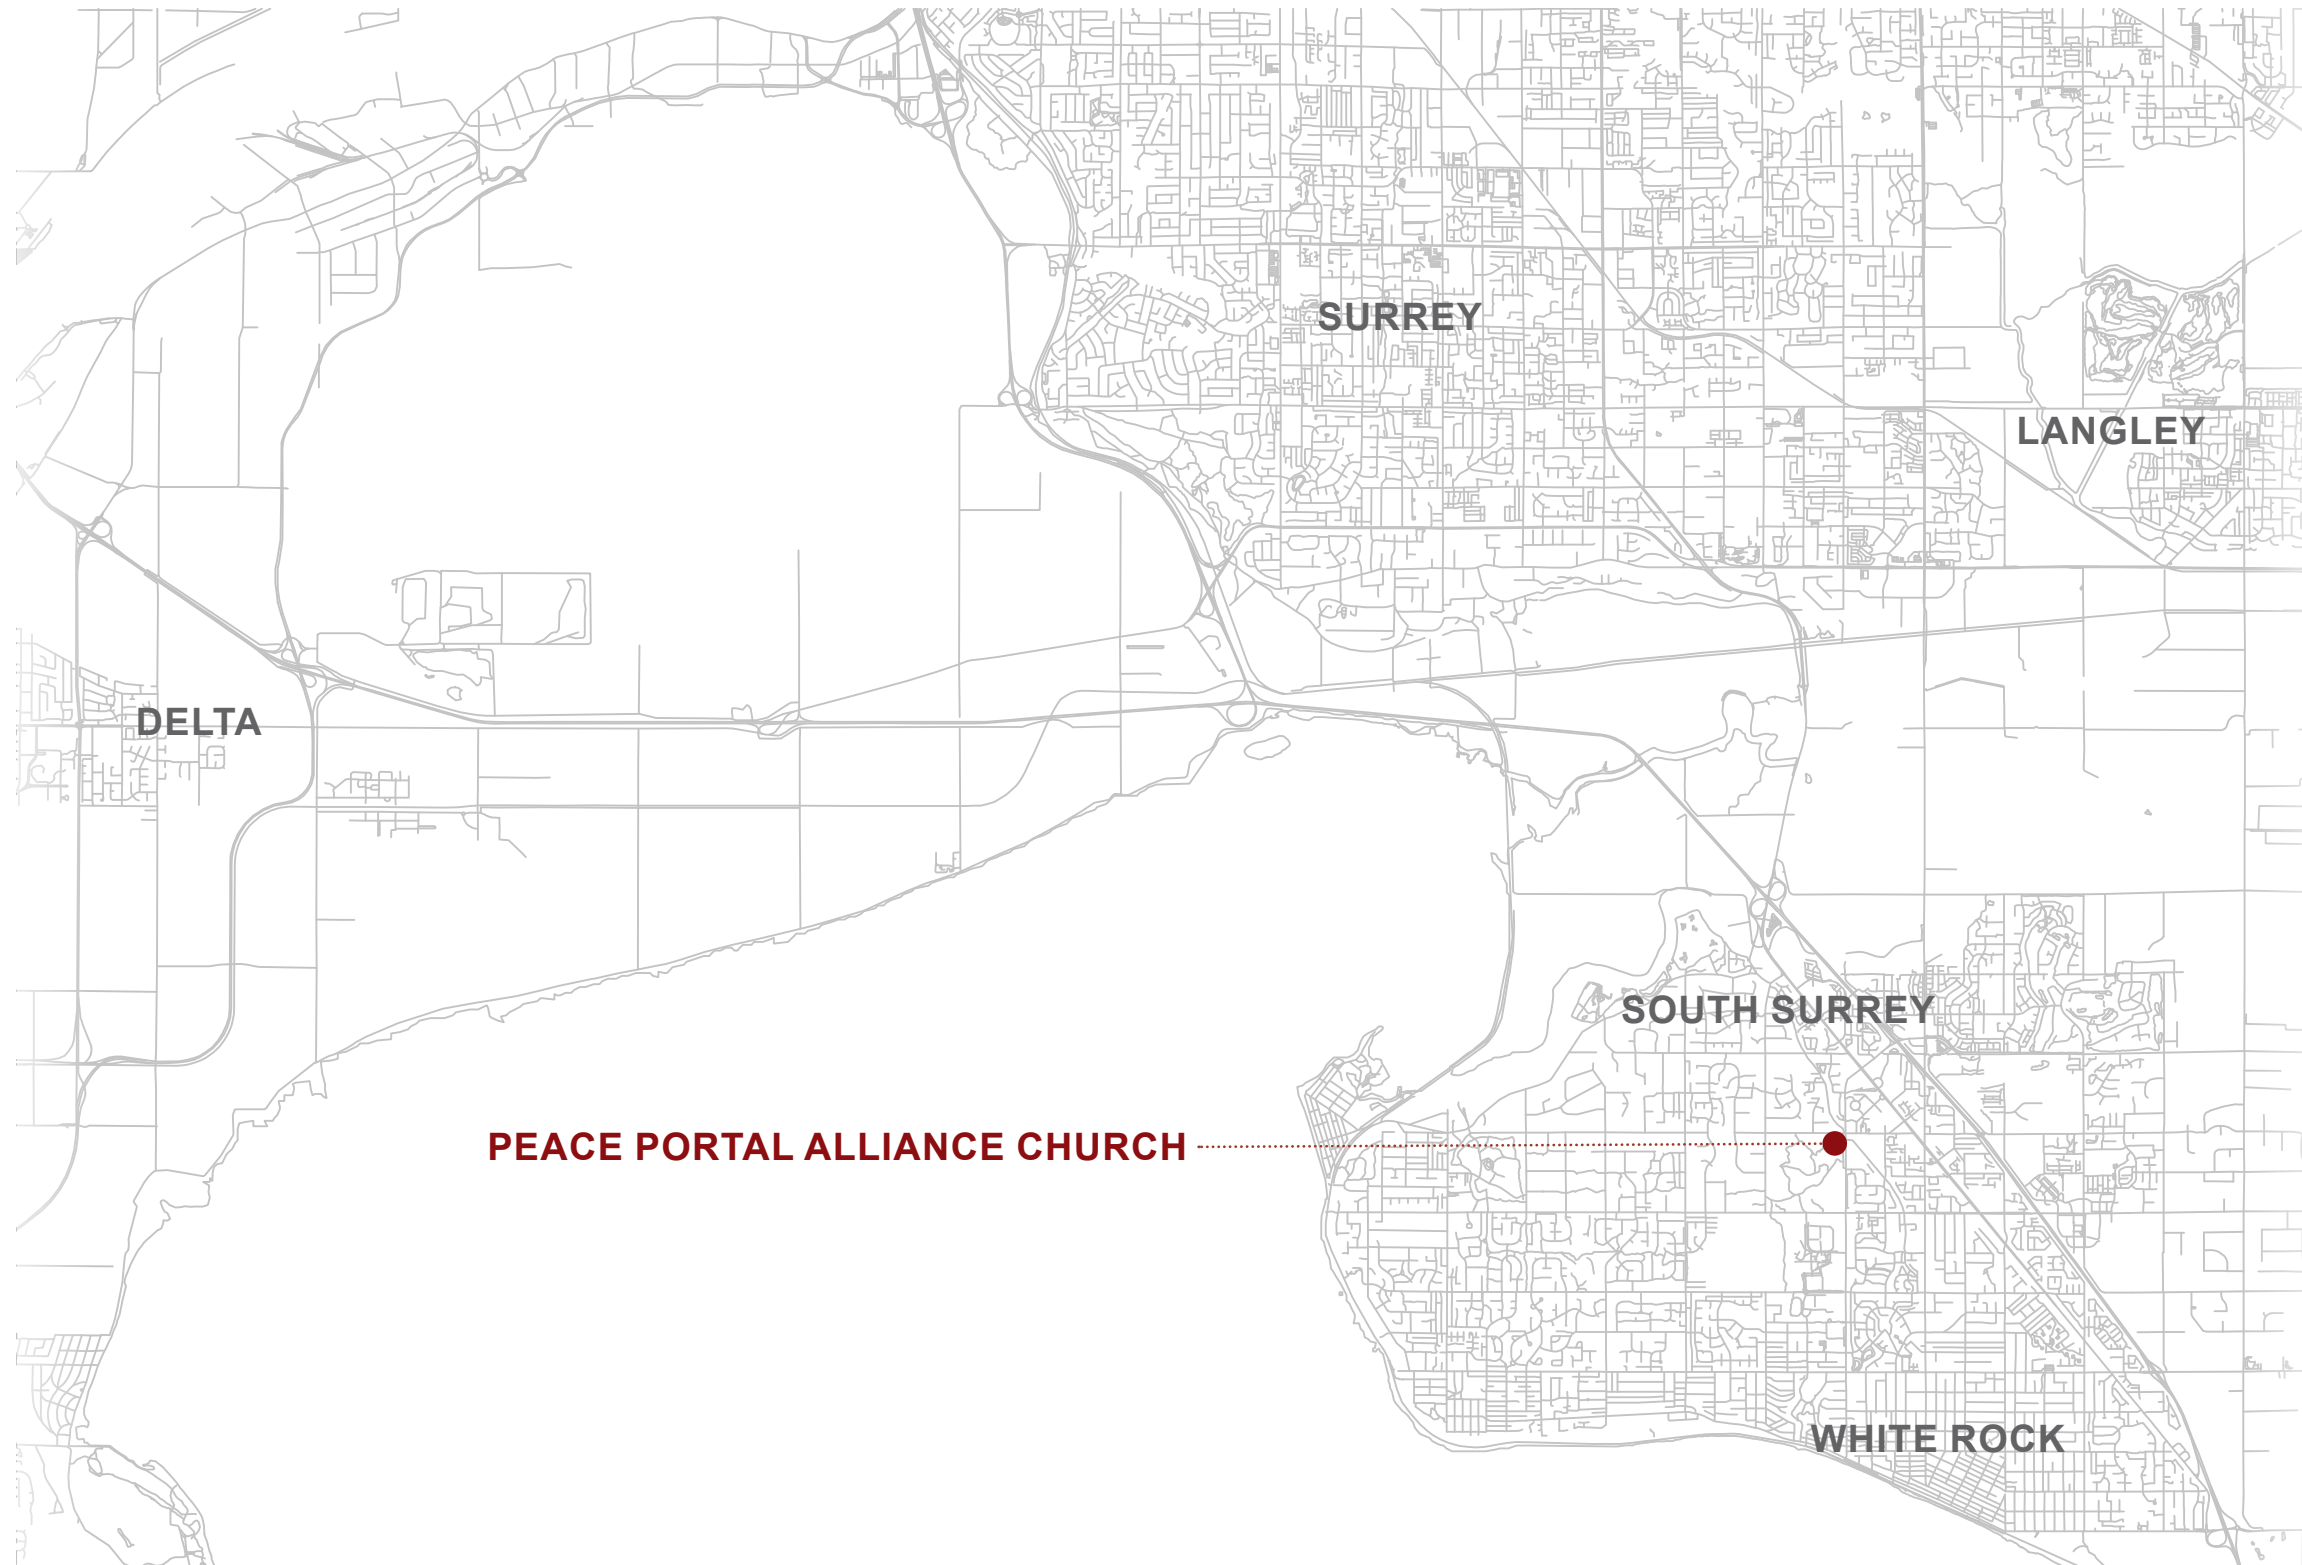 SURREY
LANGLEY
DELTA
SOUTH SURREY
PEACE PORTAL ALLIANCE CHURCH
WHITE ROCK